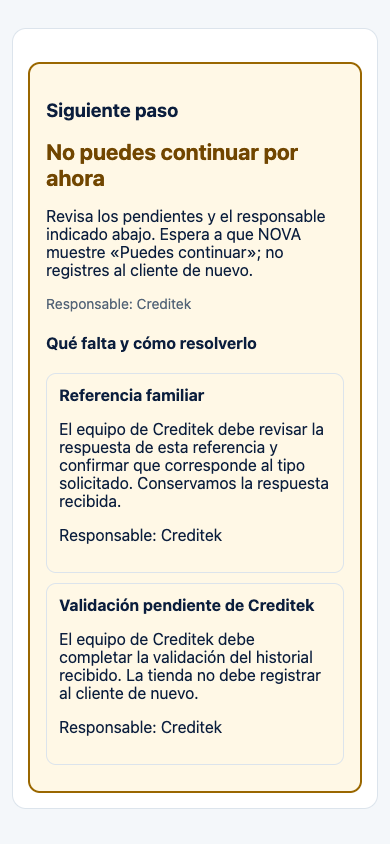 Siguiente paso
No puedes continuar por
ahora
Revisa los pendientes y el responsable
indicado abajo. Espera a que NOVA
muestre «Puedes continuar»; no
registres al cliente de nuevo.
Responsable: Creditek
Qué falta y cómo resolverlo
Referencia familiar
El equipo de Creditek debe revisar la
respuesta de esta referencia y
confirmar que corresponde al tipo
solicitado. Conservamos la respuesta
recibida.
Responsable: Creditek
Validación pendiente de Creditek
El equipo de Creditek debe
completar la validación del historial
recibido. La tienda no debe registrar
al cliente de nuevo.
Responsable: Creditek